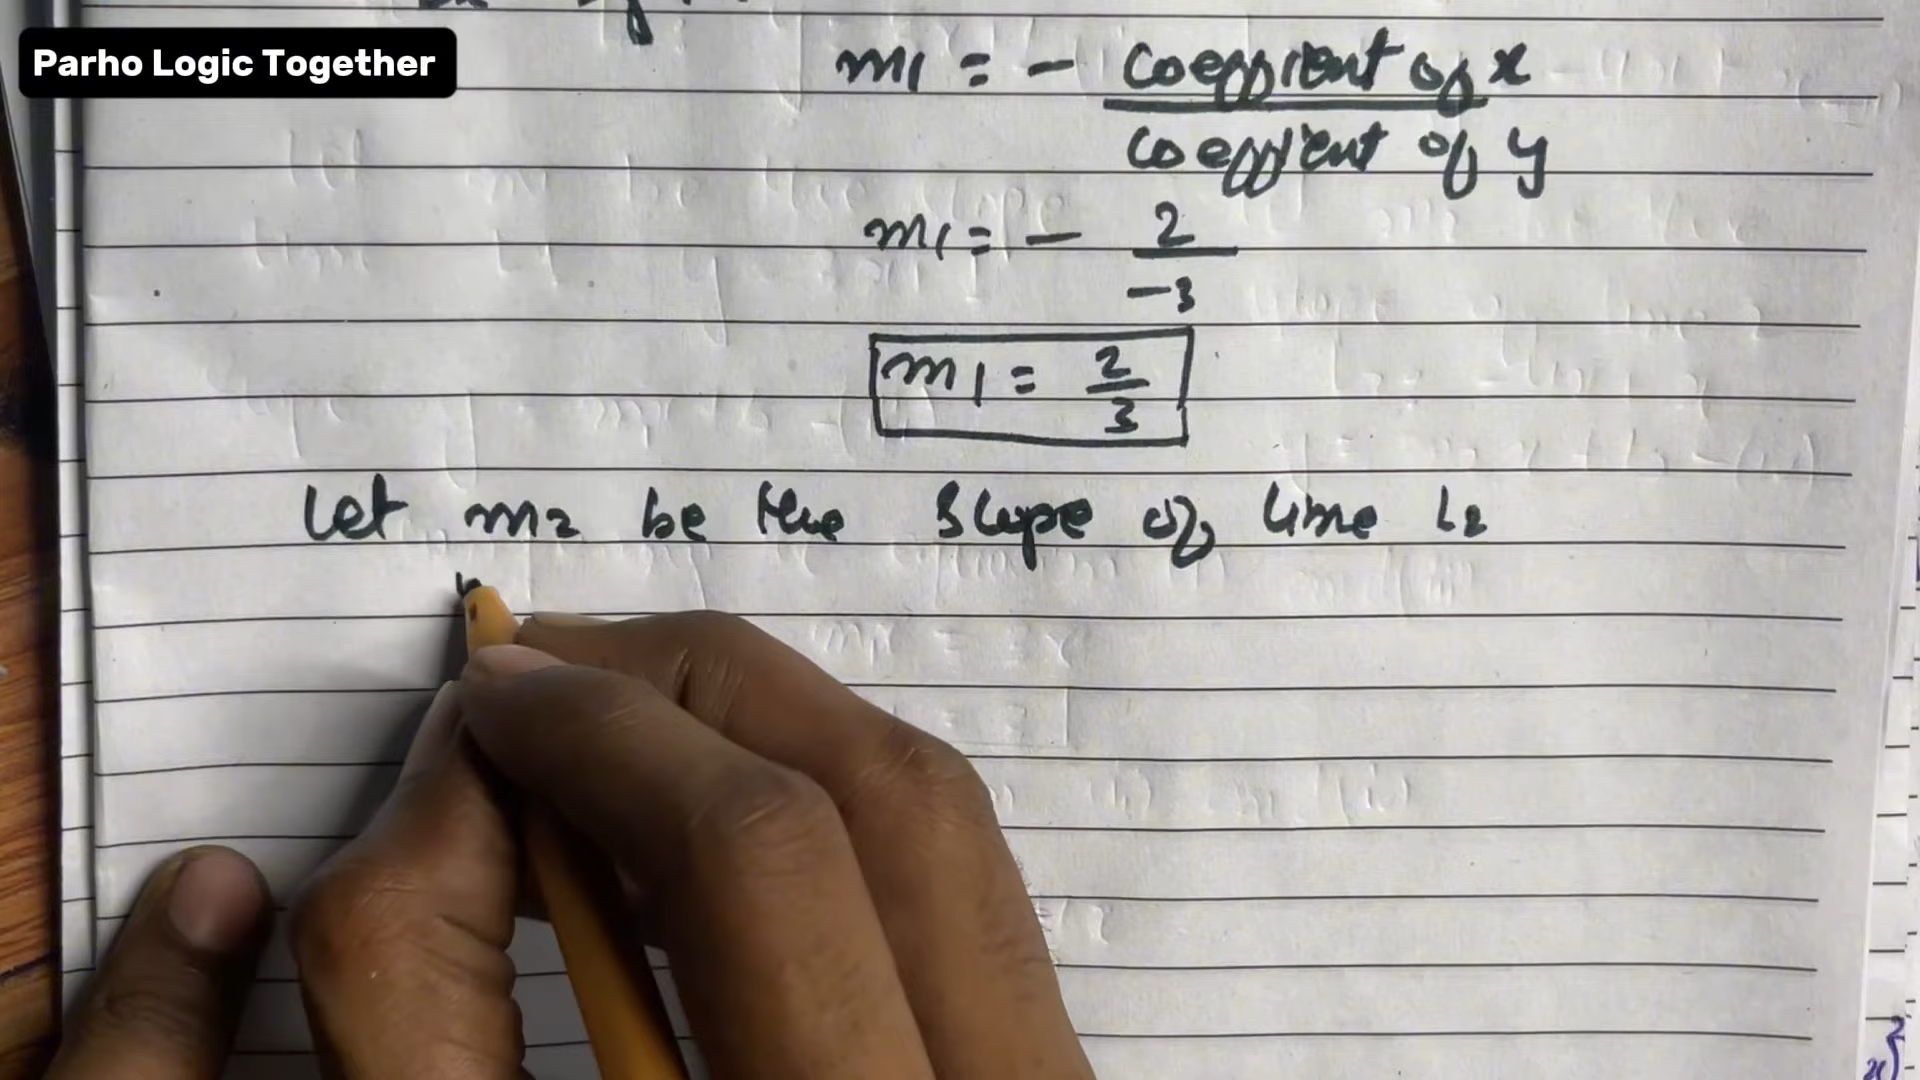 Parho Logic Together
m1 = - coefficient of x
coefficient of y
m1 = - 2
-3
m1 = 2
3
Let m2 be the slope of line L2